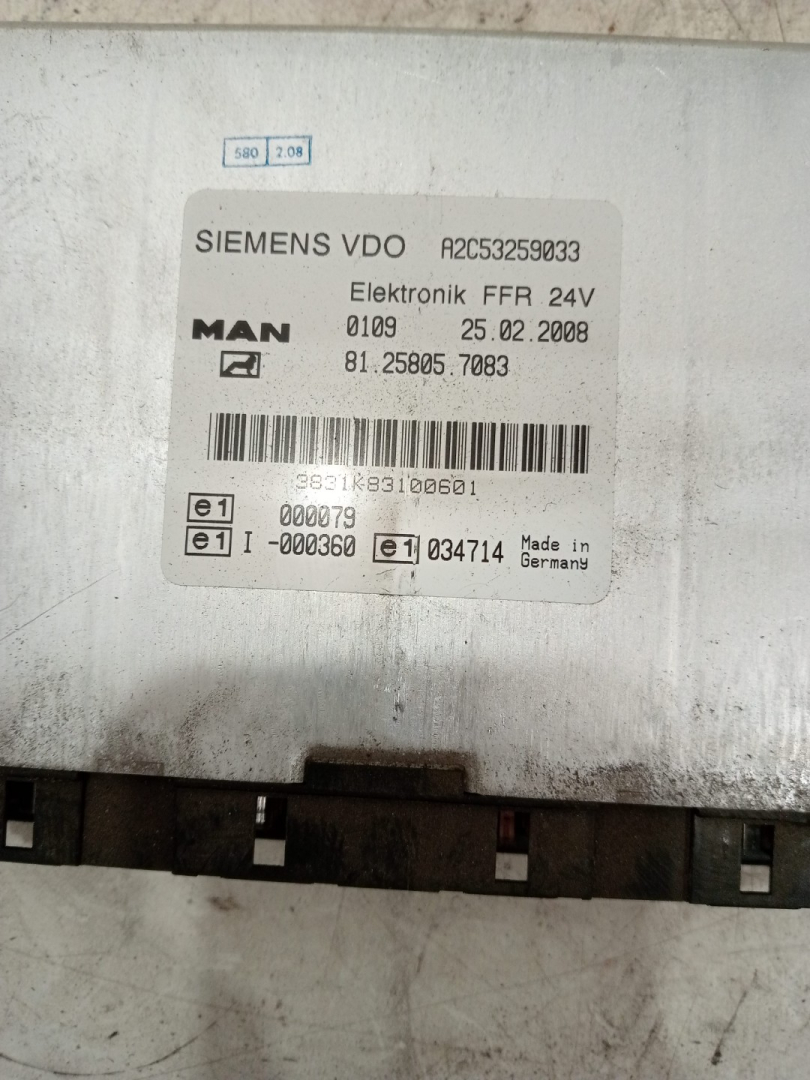 580 2.08
SIEMENS VDO A2C53259033
Elektronik FFR 24V
MAN 0109 25.02.2008
81.25805.7083
3831K83100601
e1 000079
e1 I -000360 e1 034714 Made in
Germany